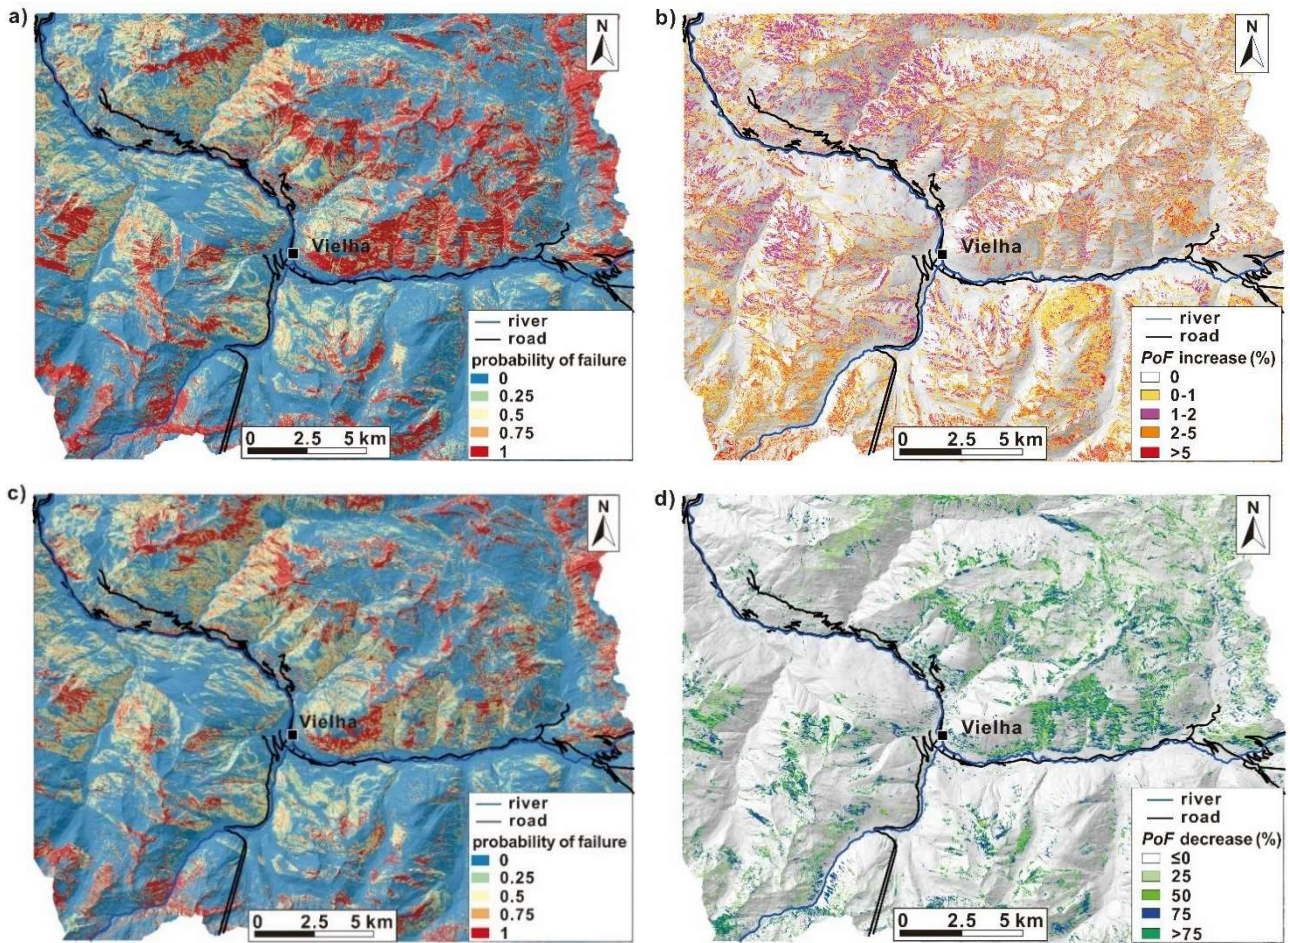 a)
N
Vielha
river
road
probability of failure
0
0.25
0.5
0.75
1
0 2.5 5 km
b)
N
Vielha
river
road
PoF increase (%)
0
0-1
1-2
2-5
>5
0 2.5 5 km
c)
N
Vielha
river
road
probability of failure
0
0.25
0.5
0.75
1
0 2.5 5 km
d)
N
Vielha
river
road
PoF decrease (%)
≤0
25
50
75
>75
0 2.5 5 km